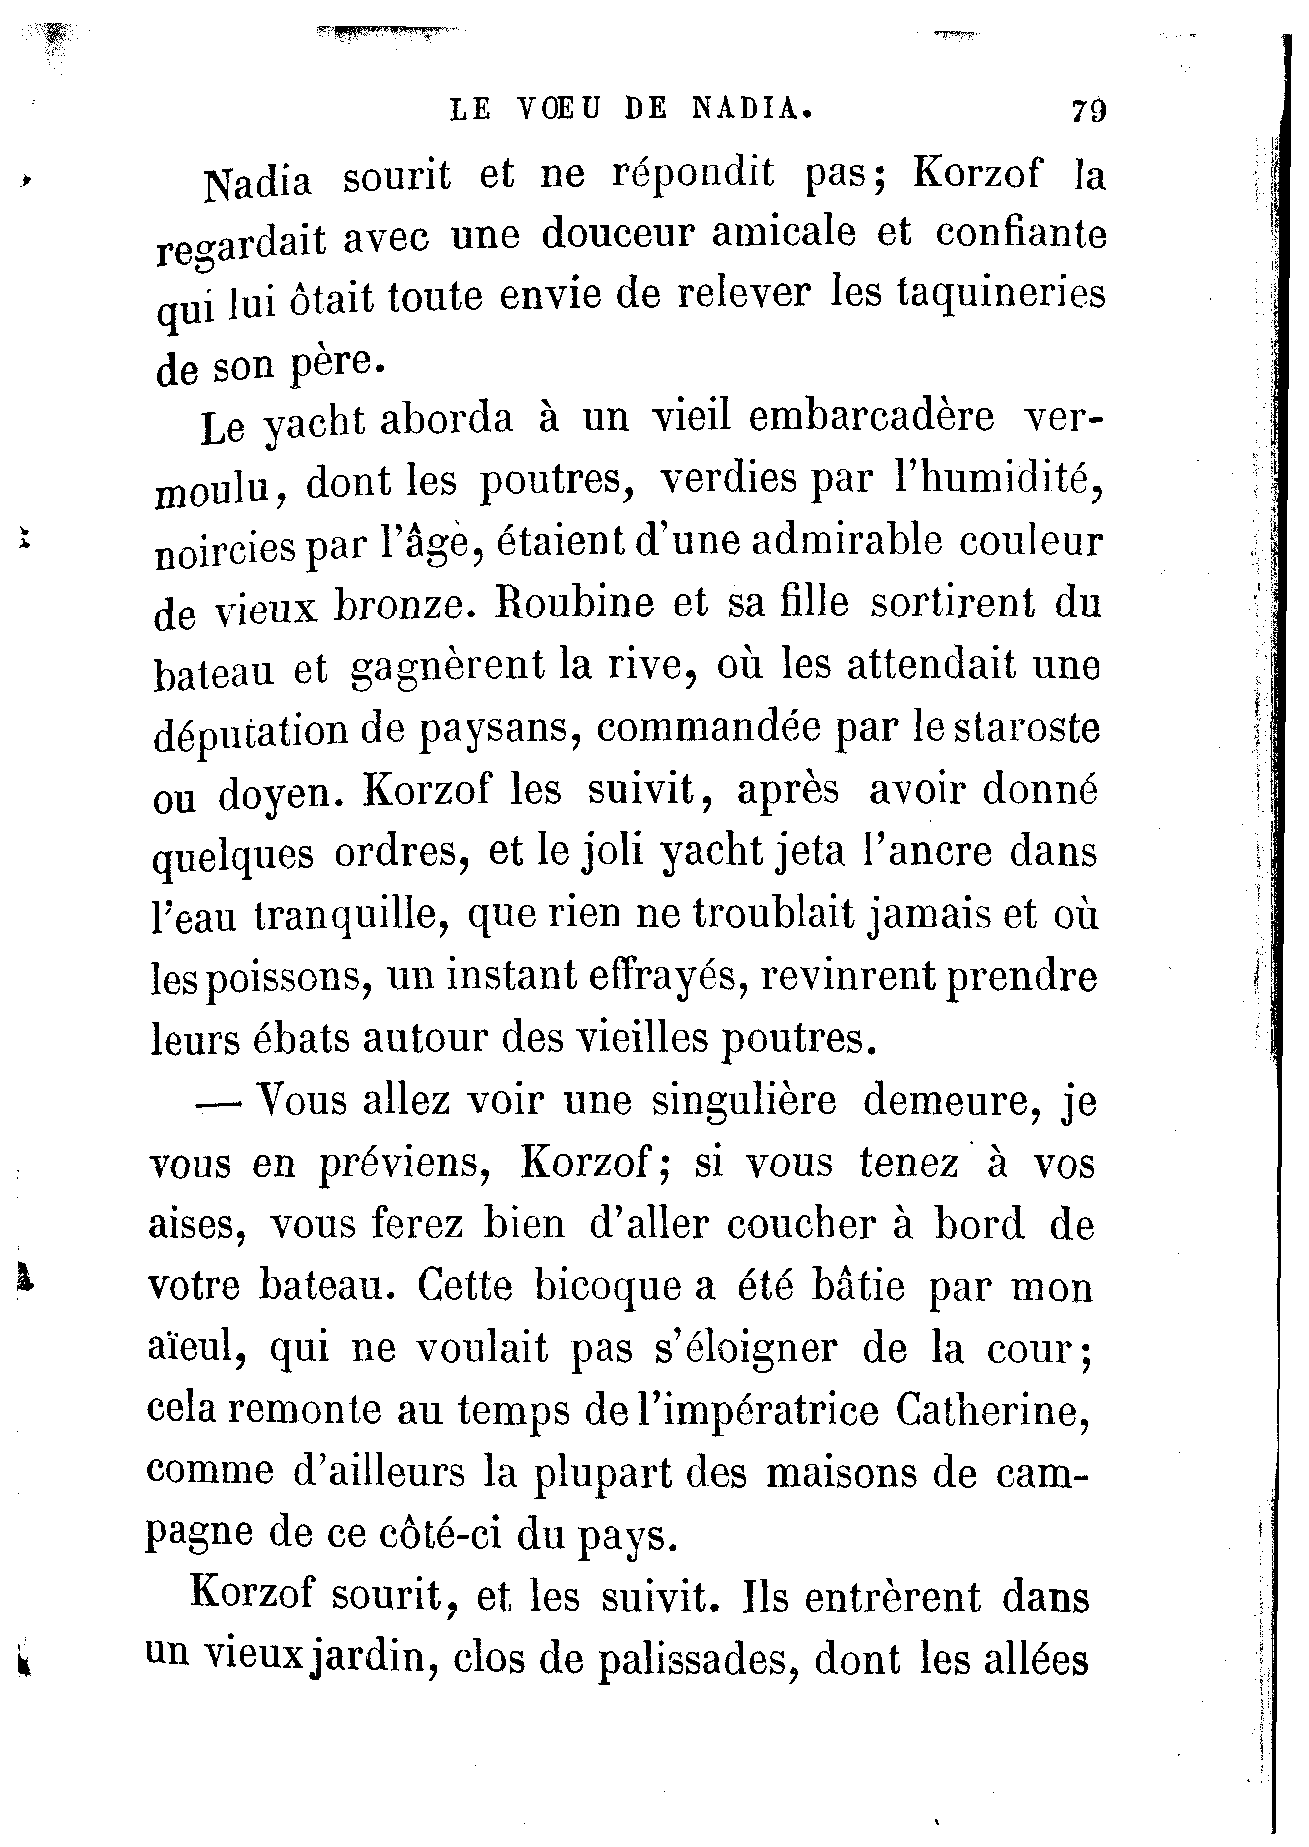 LE VŒU DE NADIA. 79
Nadia sourit et ne répondit pas; Korzof la
regardait avec une douceur amicale et confiante
qui lui ôtait toute envie de relever les taquineries
de son père.
Le yacht aborda à un vieil embarcadère ver-
moulu, dont les poutres, verdies par l'humidité,
noircies par l'âge, étaient d'une admirable couleur
de vieux bronze. Roubine et sa fille sortirent du
bateau et gagnèrent la rive, où les attendait une
députation de paysans, commandée par le staroste
ou doyen. Korzof les suivit, après avoir donné
quelques ordres, et le joli yacht jeta l'ancre dans
l'eau tranquille, que rien ne troublait jamais et où
les poissons, un instant effrayés, revinrent prendre
leurs ébats autour des vieilles poutres.
— Vous allez voir une singulière demeure, je
vous en préviens, Korzof; si vous tenez à vos
aises, vous ferez bien d'aller coucher à bord de
votre bateau. Cette bicoque a été bâtie par mon
aïeul, qui ne voulait pas s'éloigner de la cour;
cela remonte au temps de l'impératrice Catherine,
comme d'ailleurs la plupart des maisons de cam-
pagne de ce côté-ci du pays.
Korzof sourit, et les suivit. Ils entrèrent dans
un vieux jardin, clos de palissades, dont les allées